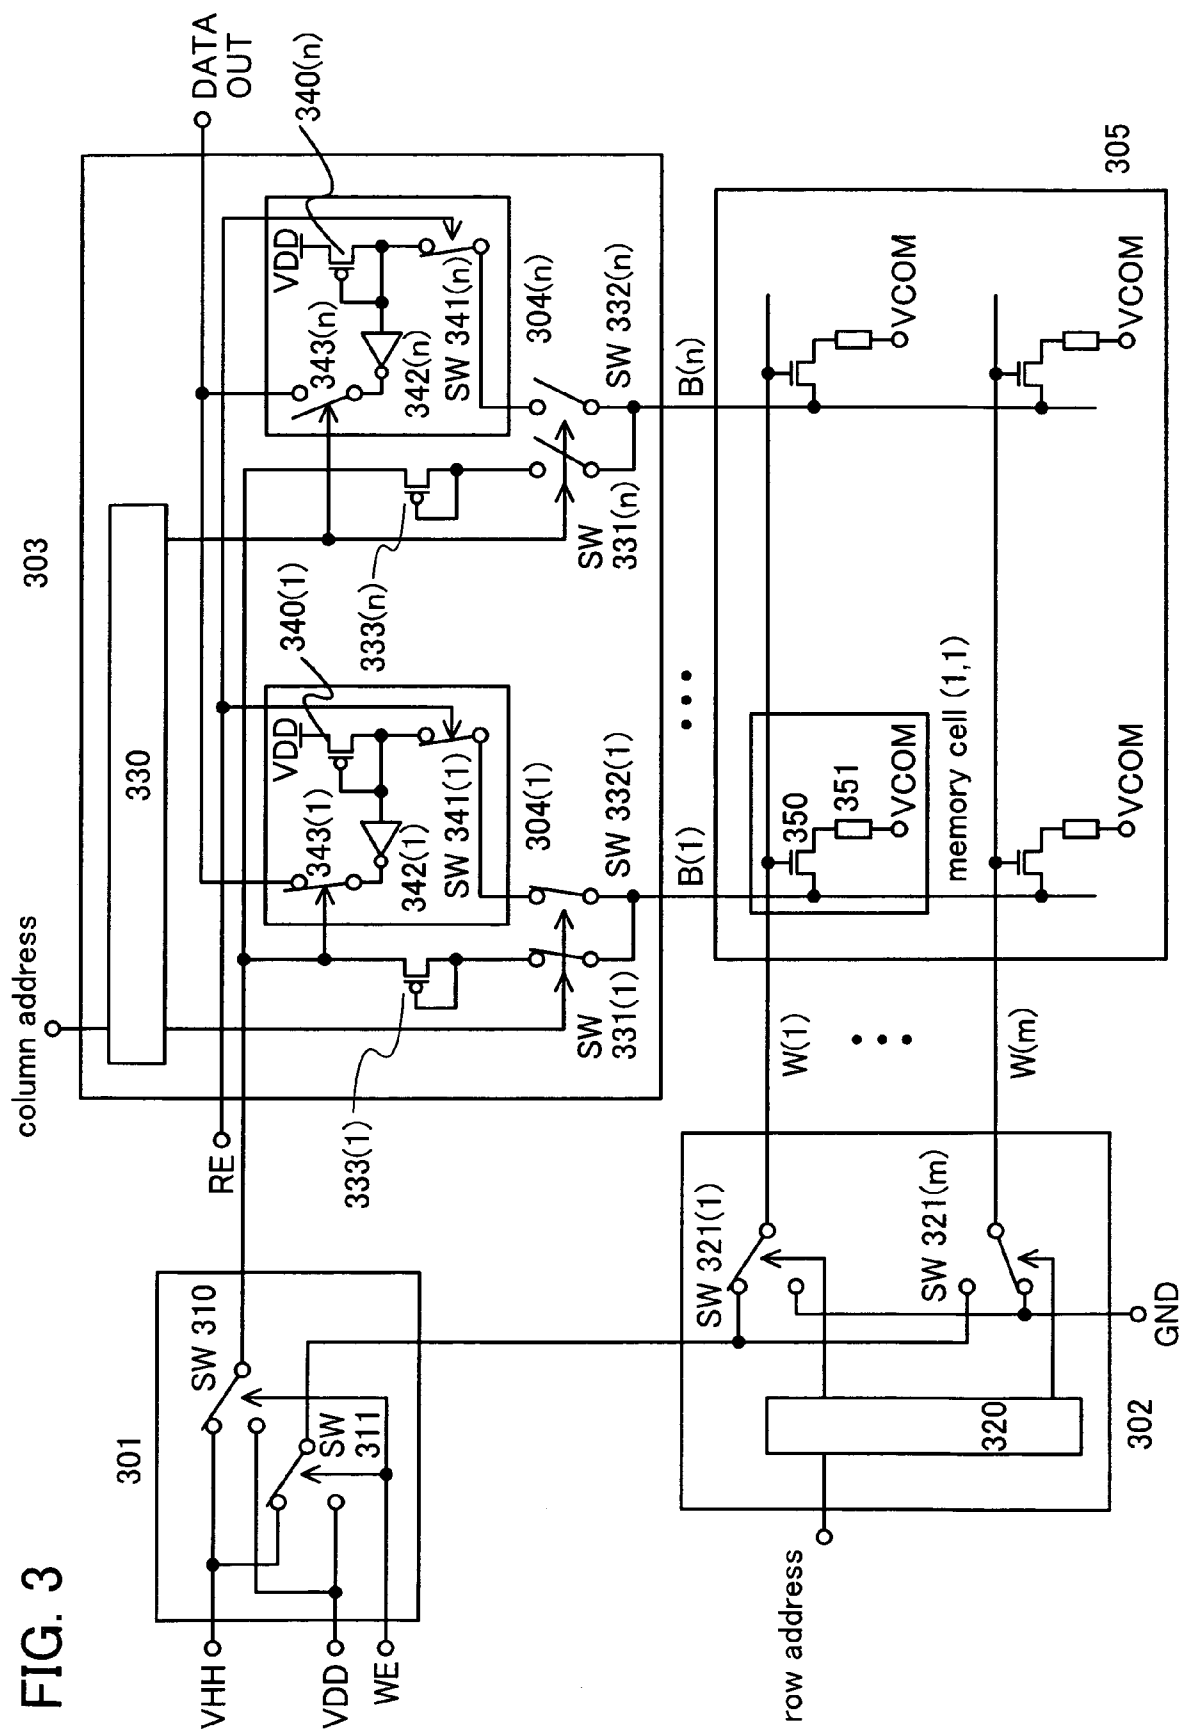 FIG. 3
VHH
VDD
WE
301
SW 310
SW
311
RE
column address
303
330
DATA
OUT
333(1)
343(1)
VDD
340(1)
342(1)
SW 341(1)
304(1)
SW
331(1)
SW 332(1)
333(n)
343(n)
VDD
340(n)
342(n)
SW 341(n)
304(n)
SW
331(n)
SW 332(n)
row address
320
302
SW 321(1)
SW 321(m)
GND
W(1)
W(m)
B(1)
B(n)
305
350
351
VCOM
memory cell (1,1)
VCOM
VCOM
VCOM